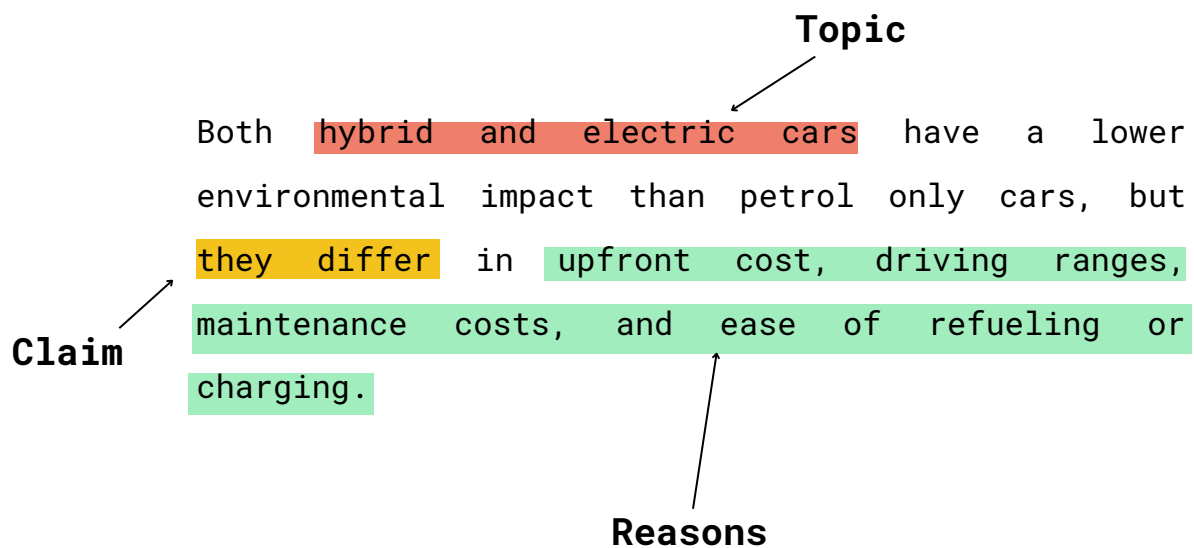 Topic
Both hybrid and electric cars have a lower
environmental impact than petrol only cars, but
they differ in upfront cost, driving ranges,
maintenance costs, and ease of refueling or
Claim
charging.
Reasons